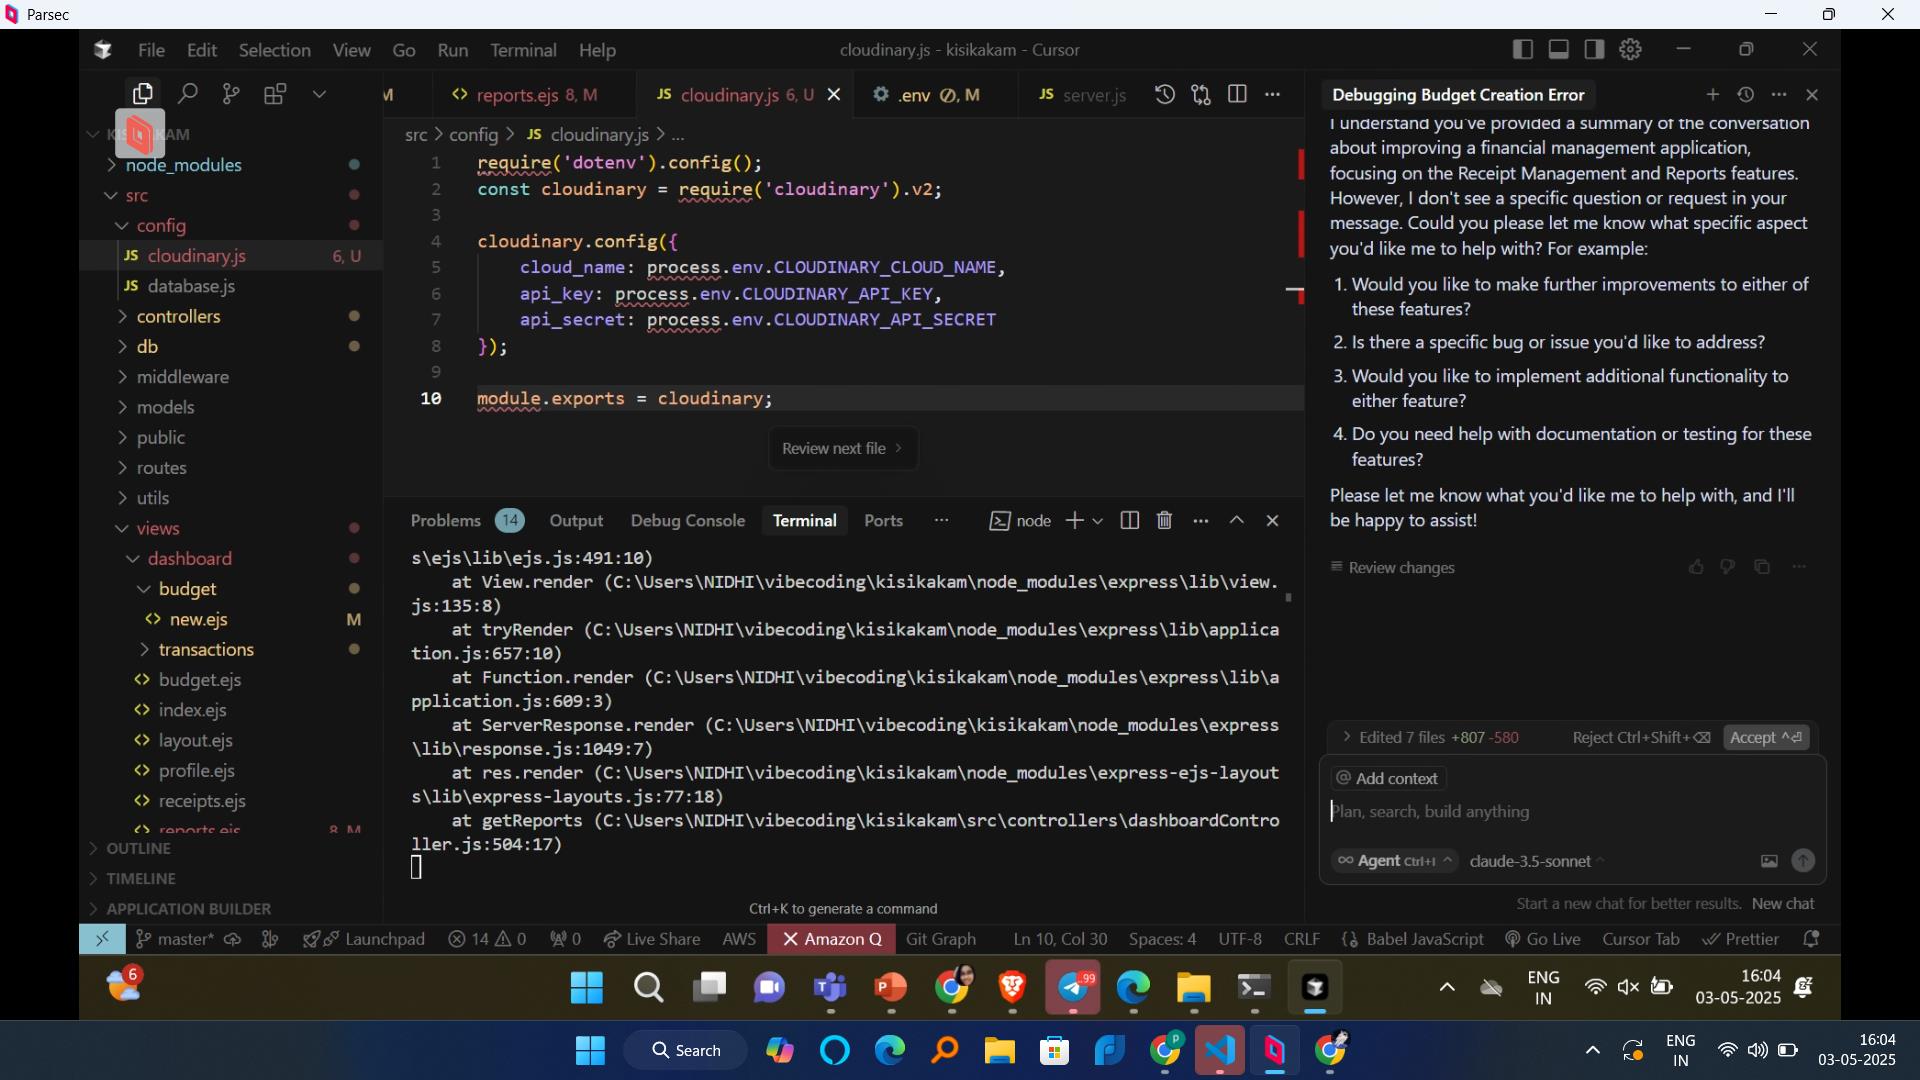 Parsec
File Edit Selection View Go Run Terminal Help
cloudinary.js - kisikakam - Cursor
M
<> reports.ejs 8, M
JS cloudinary.js 6, U
.env M
JS server.js
src > config > JS cloudinary.js > ...
node_modules
src
config
JS cloudinary.js 6, U
JS database.js
controllers
db
middleware
models
public
routes
utils
views
dashboard
budget
<> new.ejs M
transactions
<> budget.ejs
<> index.ejs
<> layout.ejs
<> profile.ejs
<> receipts.ejs
<> reports.ejs 8, M
OUTLINE
TIMELINE
APPLICATION BUILDER
1 require('dotenv').config();
2 const cloudinary = require('cloudinary').v2;
3
4 cloudinary.config({
5 cloud_name: process.env.CLOUDINARY_CLOUD_NAME,
6 api_key: process.env.CLOUDINARY_API_KEY,
7 api_secret: process.env.CLOUDINARY_API_SECRET
8 });
9
10 module.exports = cloudinary;
Review next file >
Problems 14 Output Debug Console Terminal Ports ... node
s\ejs\lib\ejs.js:491:10)
at View.render (C:\Users\NIDHI\vibecoding\kisikakam\node_modules\express\lib\view.
js:135:8)
at tryRender (C:\Users\NIDHI\vibecoding\kisikakam\node_modules\express\lib\applica
tion.js:657:10)
at Function.render (C:\Users\NIDHI\vibecoding\kisikakam\node_modules\express\lib\a
pplication.js:609:3)
at ServerResponse.render (C:\Users\NIDHI\vibecoding\kisikakam\node_modules\express
\lib\response.js:1049:7)
at res.render (C:\Users\NIDHI\vibecoding\kisikakam\node_modules\express-ejs-layout
s\lib\express-layouts.js:77:18)
at getReports (C:\Users\NIDHI\vibecoding\kisikakam\src\controllers\dashboardContro
ller.js:504:17)
Ctrl+K to generate a command
Debugging Budget Creation Error
I understand you've provided a summary of the conversation
about improving a financial management application,
focusing on the Receipt Management and Reports features.
However, I don't see a specific question or request in your
message. Could you please let me know what specific aspect
you'd like me to help with? For example:
1. Would you like to make further improvements to either of
these features?
2. Is there a specific bug or issue you'd like to address?
3. Would you like to implement additional functionality to
either feature?
4. Do you need help with documentation or testing for these
features?
Please let me know what you'd like me to help with, and I'll
be happy to assist!
Review changes
> Edited 7 files +807 -580 Reject Ctrl+Shift+⌫ Accept ^⏎
@ Add context
Plan, search, build anything
∞ Agent Ctrl+I ^ claude-3.5-sonnet ^
Start a new chat for better results. New chat
master* Launchpad 14 0 0 Live Share AWS Amazon Q Git Graph Ln 10, Col 30 Spaces: 4 UTF-8 CRLF {} Babel JavaScript Go Live Cursor Tab Prettier
6
99
ENG
IN
16:04
03-05-2025
Search
ENG
IN
16:04
03-05-2025